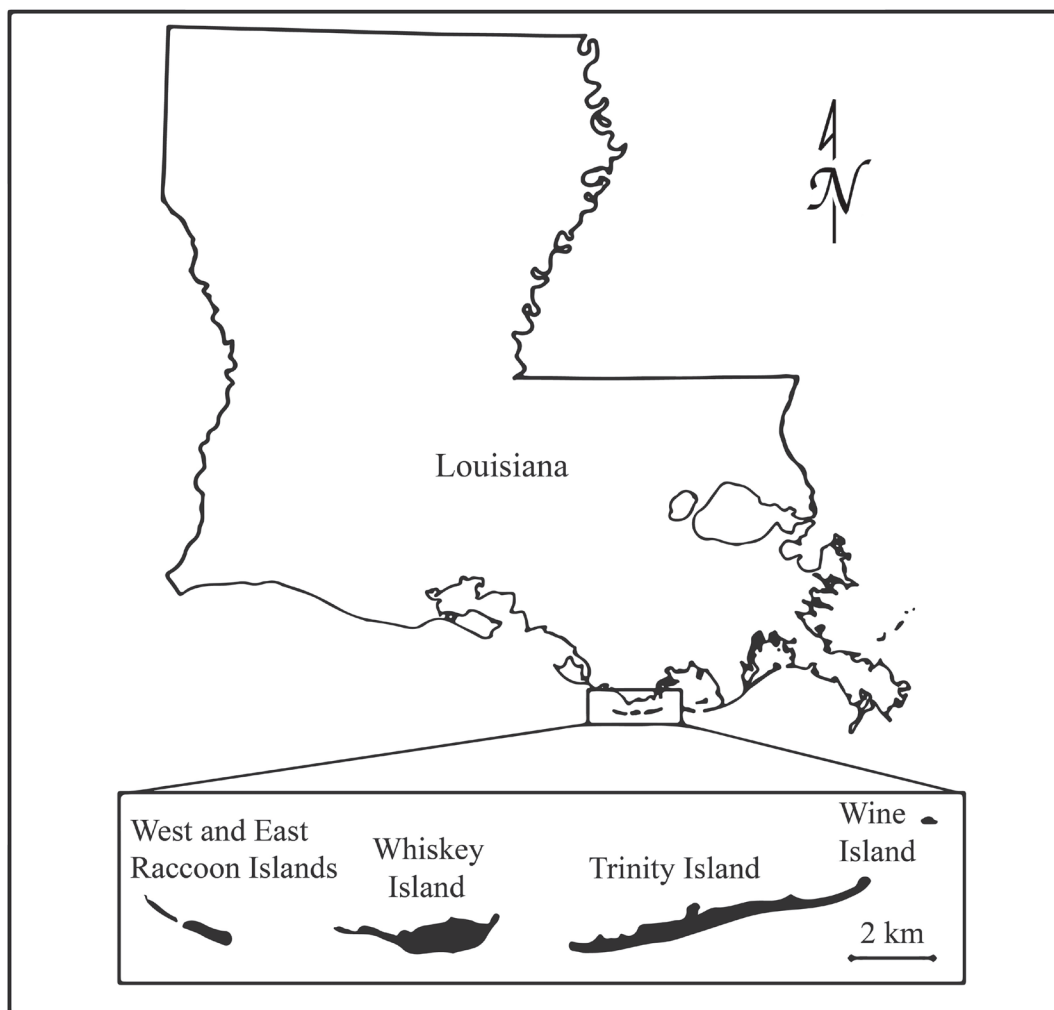 N
Louisiana
West and East
Raccoon Islands
Whiskey
Island
Trinity Island
Wine
Island
2 km